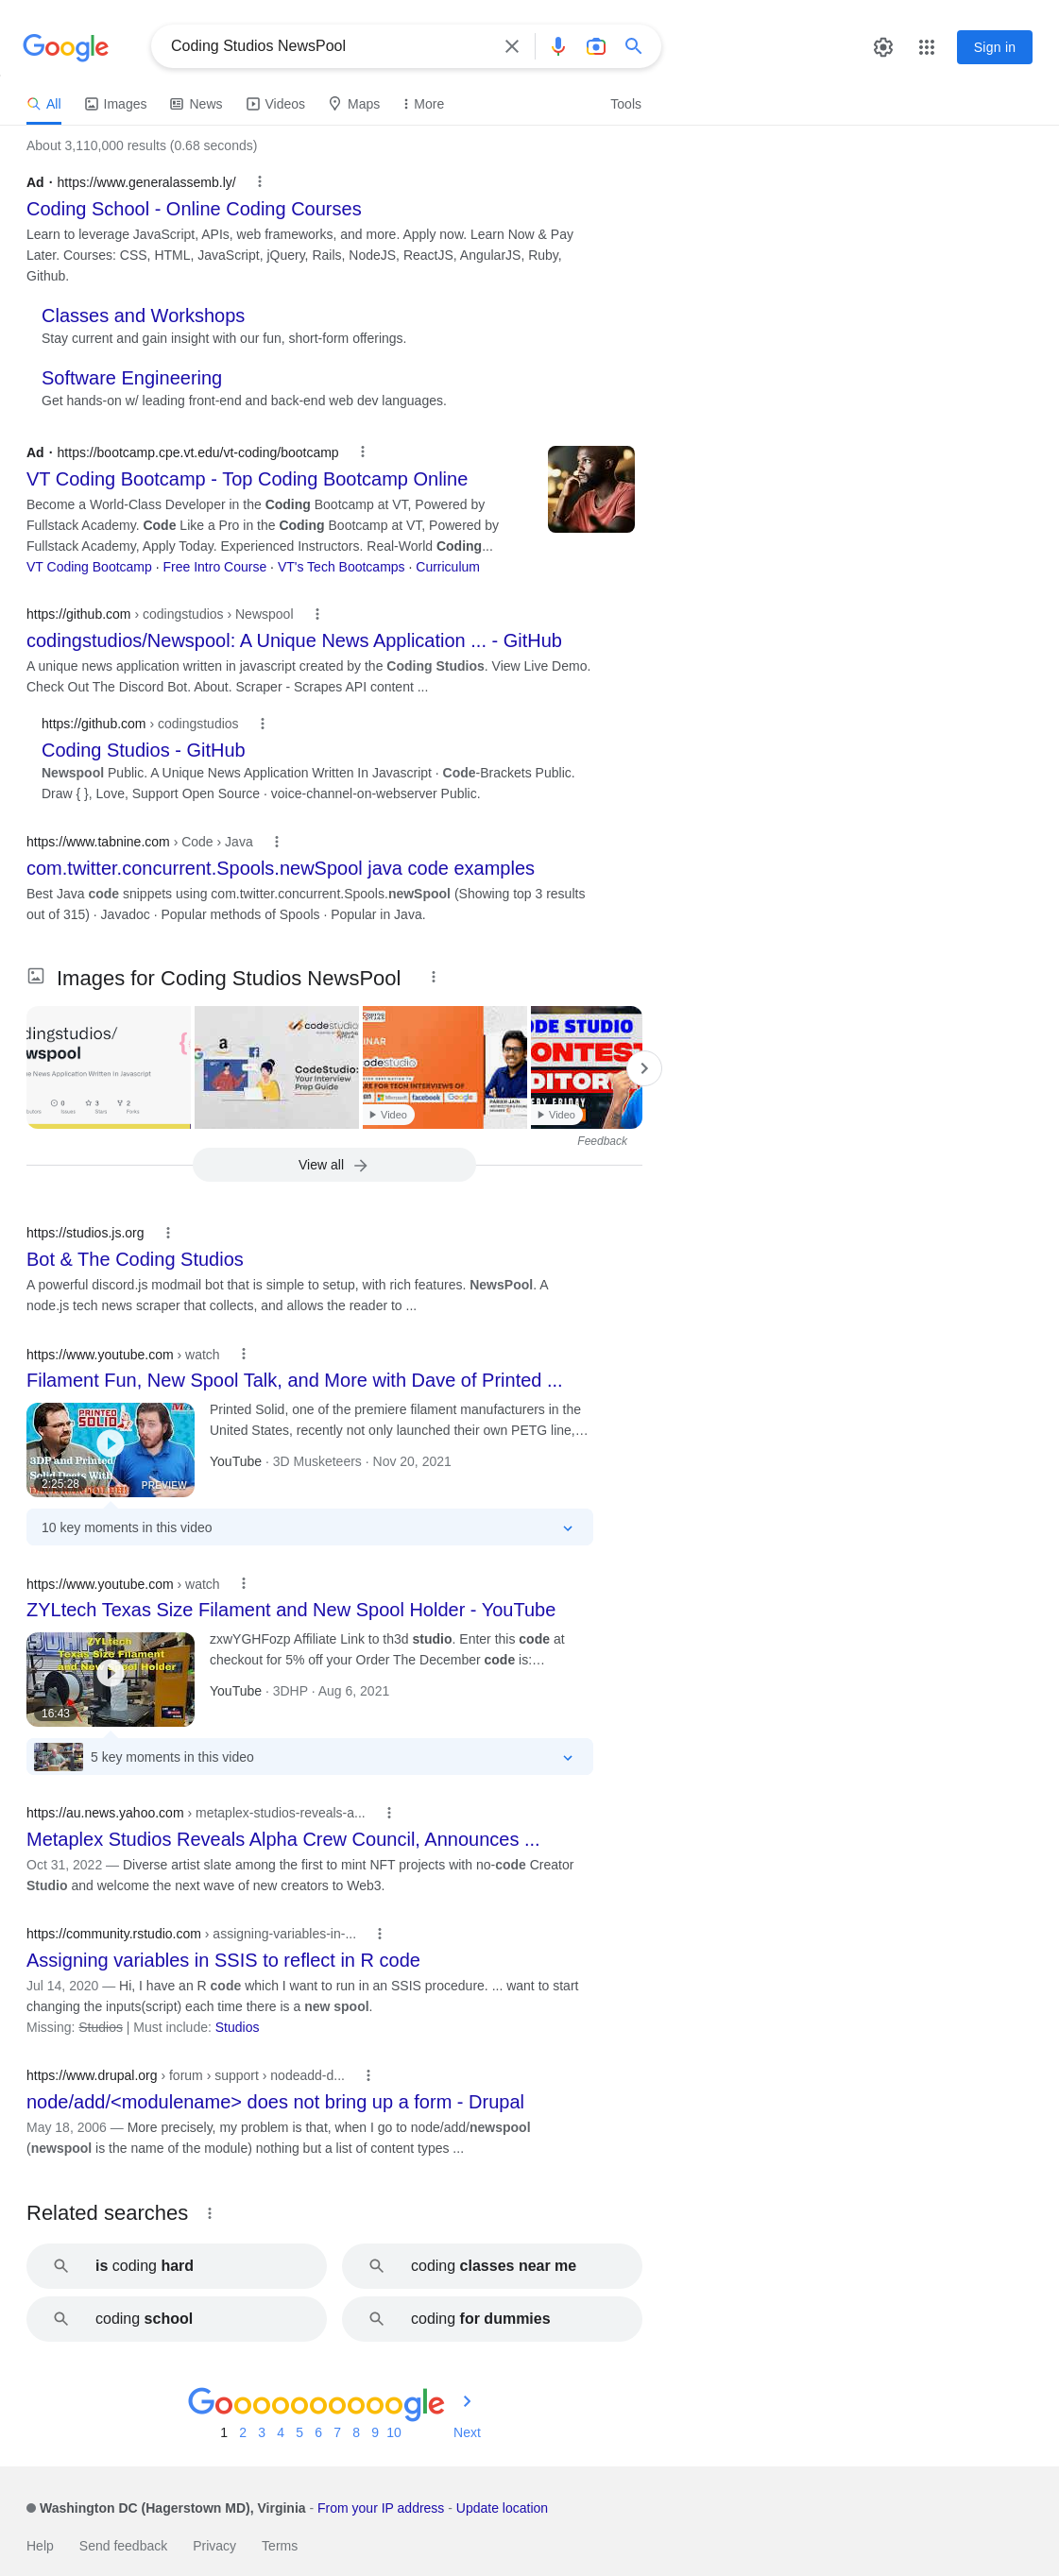 Google
Coding Studios NewsPool
Sign in
All
Images
News
Videos
Maps
More
Tools
About 3,110,000 results (0.68 seconds)
Ad · https://www.generalassemb.ly/
Coding School - Online Coding Courses
Learn to leverage JavaScript, APIs, web frameworks, and more. Apply now. Learn Now & Pay
Later. Courses: CSS, HTML, JavaScript, jQuery, Rails, NodeJS, ReactJS, AngularJS, Ruby,
Github.
Classes and Workshops
Stay current and gain insight with our fun, short-form offerings.
Software Engineering
Get hands-on w/ leading front-end and back-end web dev languages.
Ad · https://bootcamp.cpe.vt.edu/vt-coding/bootcamp
VT Coding Bootcamp - Top Coding Bootcamp Online
Become a World-Class Developer in the Coding Bootcamp at VT, Powered by
Fullstack Academy. Code Like a Pro in the Coding Bootcamp at VT, Powered by
Fullstack Academy, Apply Today. Experienced Instructors. Real-World Coding...
VT Coding Bootcamp · Free Intro Course · VT's Tech Bootcamps · Curriculum
https://github.com › codingstudios › Newspool
codingstudios/Newspool: A Unique News Application ... - GitHub
A unique news application written in javascript created by the Coding Studios. View Live Demo.
Check Out The Discord Bot. About. Scraper - Scrapes API content ...
https://github.com › codingstudios
Coding Studios - GitHub
Newspool Public. A Unique News Application Written In Javascript · Code-Brackets Public.
Draw { }, Love, Support Open Source · voice-channel-on-webserver Public.
https://www.tabnine.com › Code › Java
com.twitter.concurrent.Spools.newSpool java code examples
Best Java code snippets using com.twitter.concurrent.Spools.newSpool (Showing top 3 results
out of 315) · Javadoc · Popular methods of Spools · Popular in Java.
Images for Coding Studios NewsPool
dingstudios/
wspool
e News Application Written In Javascript
0
3
2
Issues
Stars
Forks
codestudio
CodeStudio:
Your Interview
Prep Guide
INAR
codestudio
RE FOR TECH INTERVIEWS OF
Microsoft facebook Google
Video
DE STUDIO
ONTEST
DITOR
RY FRIDAY
Video
Feedback
View all
https://studios.js.org
Bot & The Coding Studios
A powerful discord.js modmail bot that is simple to setup, with rich features. NewsPool. A
node.js tech news scraper that collects, and allows the reader to ...
https://www.youtube.com › watch
Filament Fun, New Spool Talk, and More with Dave of Printed ...
PRINTED
SOLID
3DP and Printed
Solid Deets With
2:25:28
PREVIEW
Printed Solid, one of the premiere filament manufacturers in the
United States, recently not only launched their own PETG line,…
YouTube · 3D Musketeers · Nov 20, 2021
10 key moments in this video
https://www.youtube.com › watch
ZYLtech Texas Size Filament and New Spool Holder - YouTube
ZYLtech
Texas Size Filament
and New Spool Holder
16:43
zxwYGHFozp Affiliate Link to th3d studio. Enter this code at
checkout for 5% off your Order The December code is:…
YouTube · 3DHP · Aug 6, 2021
5 key moments in this video
https://au.news.yahoo.com › metaplex-studios-reveals-a...
Metaplex Studios Reveals Alpha Crew Council, Announces ...
Oct 31, 2022 — Diverse artist slate among the first to mint NFT projects with no-code Creator
Studio and welcome the next wave of new creators to Web3.
https://community.rstudio.com › assigning-variables-in-...
Assigning variables in SSIS to reflect in R code
Jul 14, 2020 — Hi, I have an R code which I want to run in an SSIS procedure. ... want to start
changing the inputs(script) each time there is a new spool.
Missing: Studios | Must include: Studios
https://www.drupal.org › forum › support › nodeadd-d...
node/add/<modulename> does not bring up a form - Drupal
May 18, 2006 — More precisely, my problem is that, when I go to node/add/newspool
(newspool is the name of the module) nothing but a list of content types ...
Related searches
is coding hard
coding classes near me
coding school
coding for dummies
Goooooooooogle
1 2 3 4 5 6 7 8 9 10 Next
Washington DC (Hagerstown MD), Virginia - From your IP address - Update location
Help Send feedback Privacy Terms